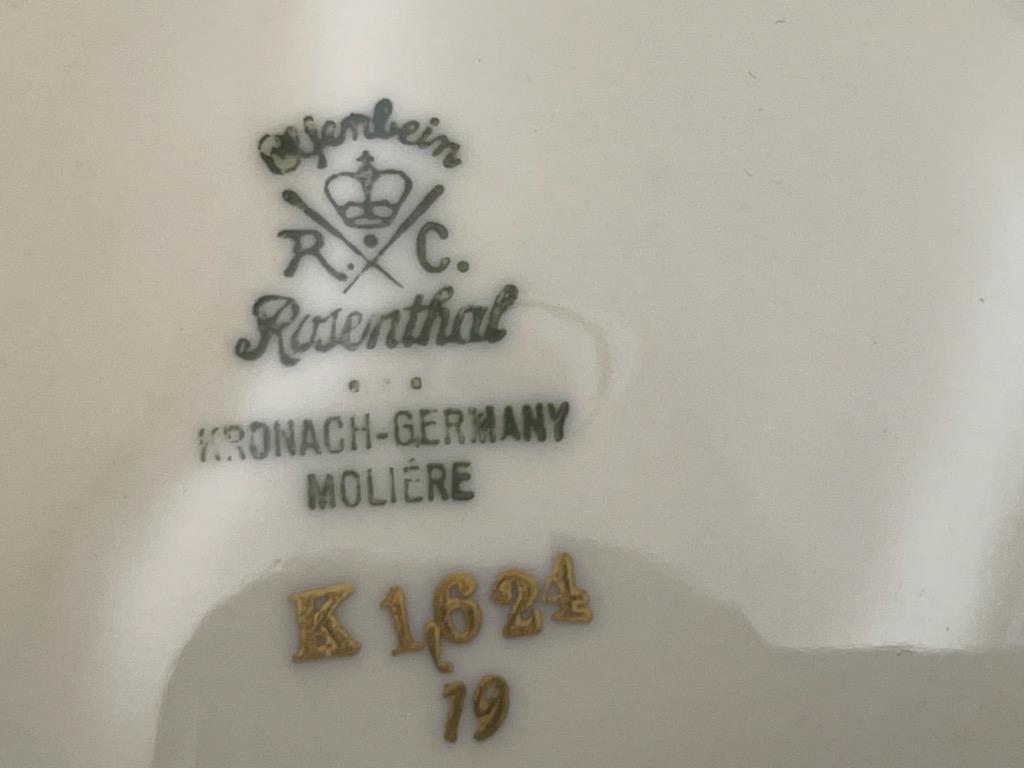 Elfenbein
R. C.
Rosenthal
KRONACH-GERMANY
MOLIÉRE
K 1624
19